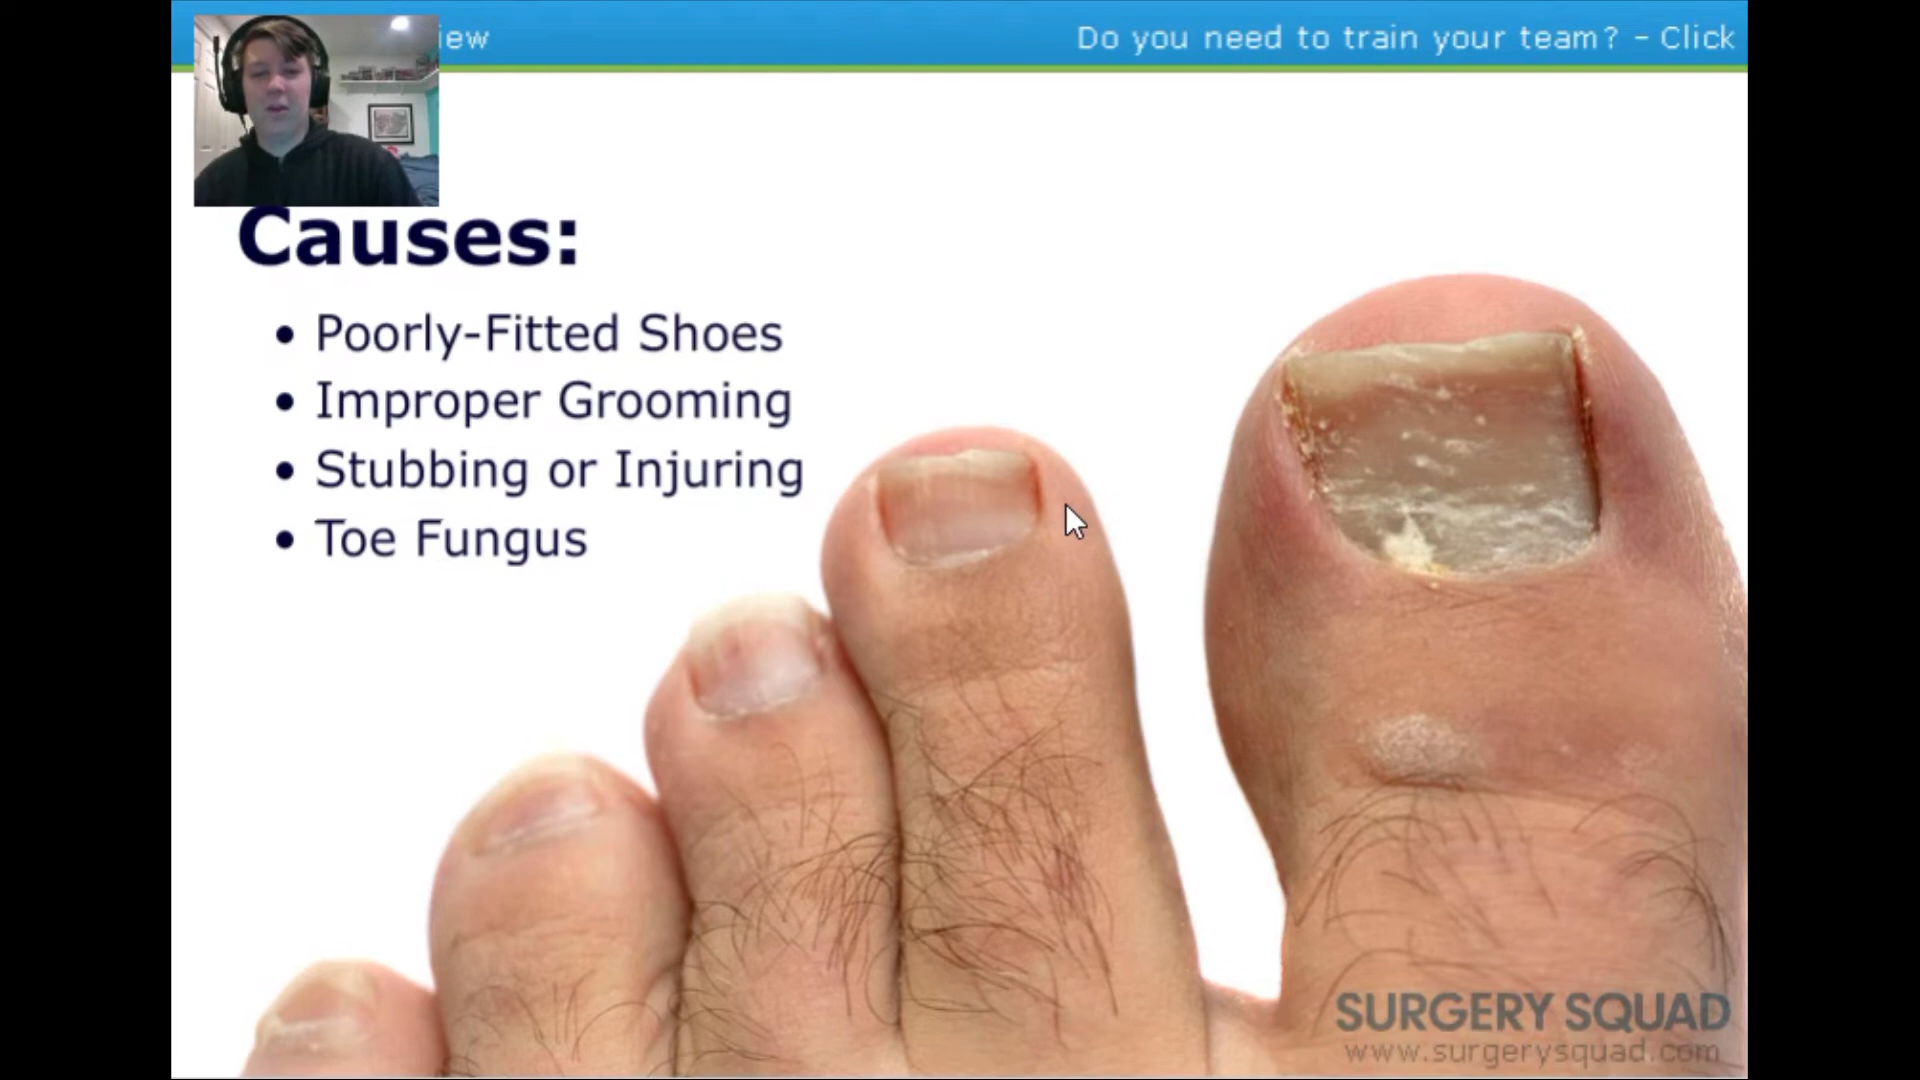 iew
Do you need to train your team? - Click
Causes:
• Poorly-Fitted Shoes
• Improper Grooming
• Stubbing or Injuring
• Toe Fungus
SURGERY SQUAD
www.surgerysquad.com